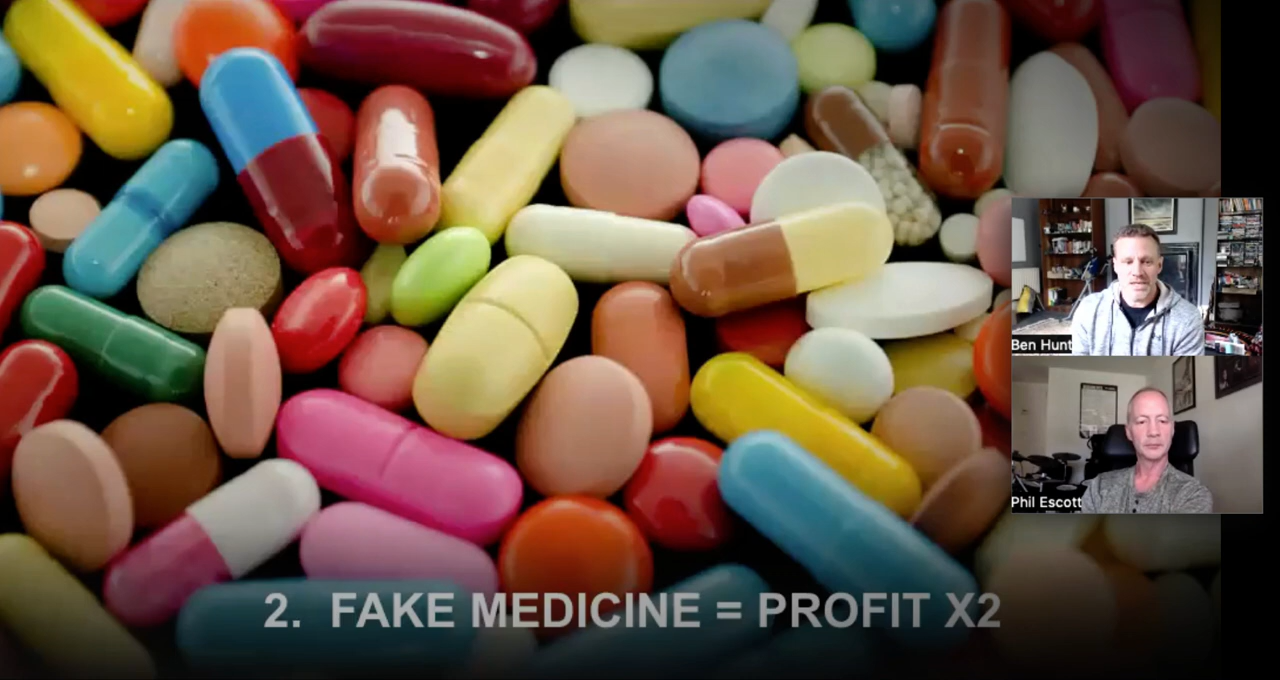 Ben Hunt
Phil Escott
2. FAKE MEDICINE = PROFIT X2